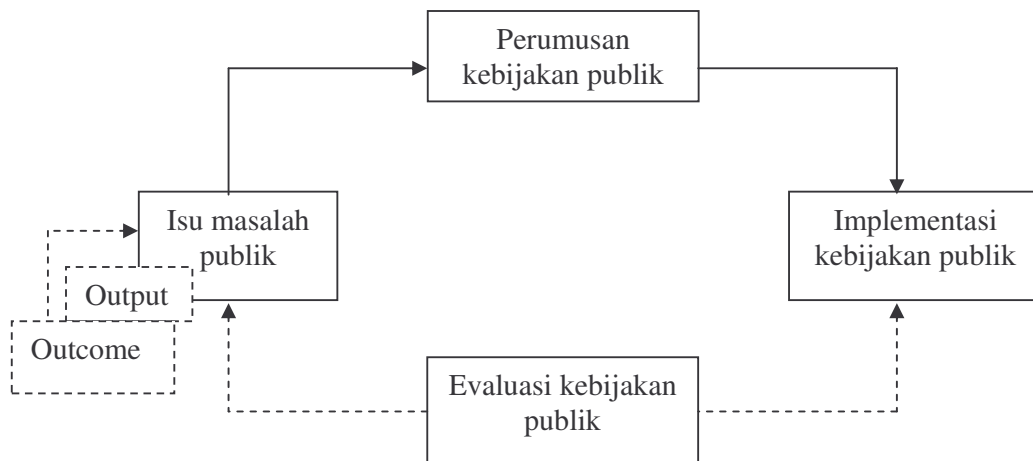 Perumusan
kebijakan publik
Isu masalah
publik
Implementasi
kebijakan publik
Output
Outcome
Evaluasi kebijakan
publik